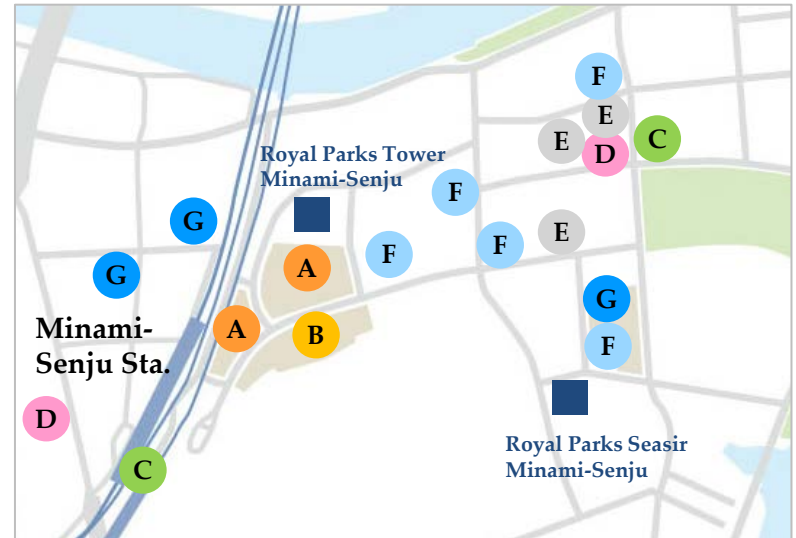 F
E
E
D
C
Royal Parks Tower
Minami-Senju
F
G
F
F
E
A
G
G
A
B
F
Minami-
Senju Sta.
D
Royal Parks Seasir
Minami-Senju
C